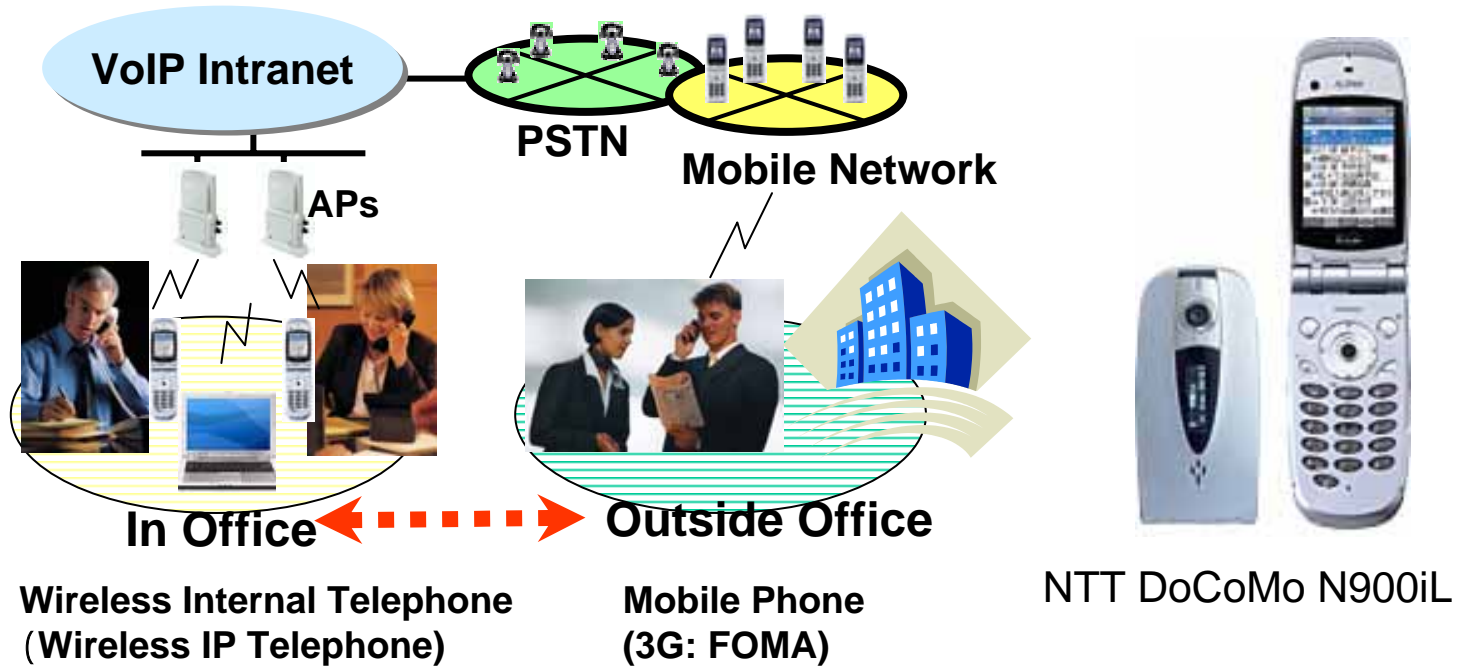 VoIP Intranet
PSTN
Mobile Network
APs
In Office
Outside Office
Wireless Internal Telephone
（Wireless IP Telephone)
Mobile Phone
(3G: FOMA)
NTT DoCoMo N900iL